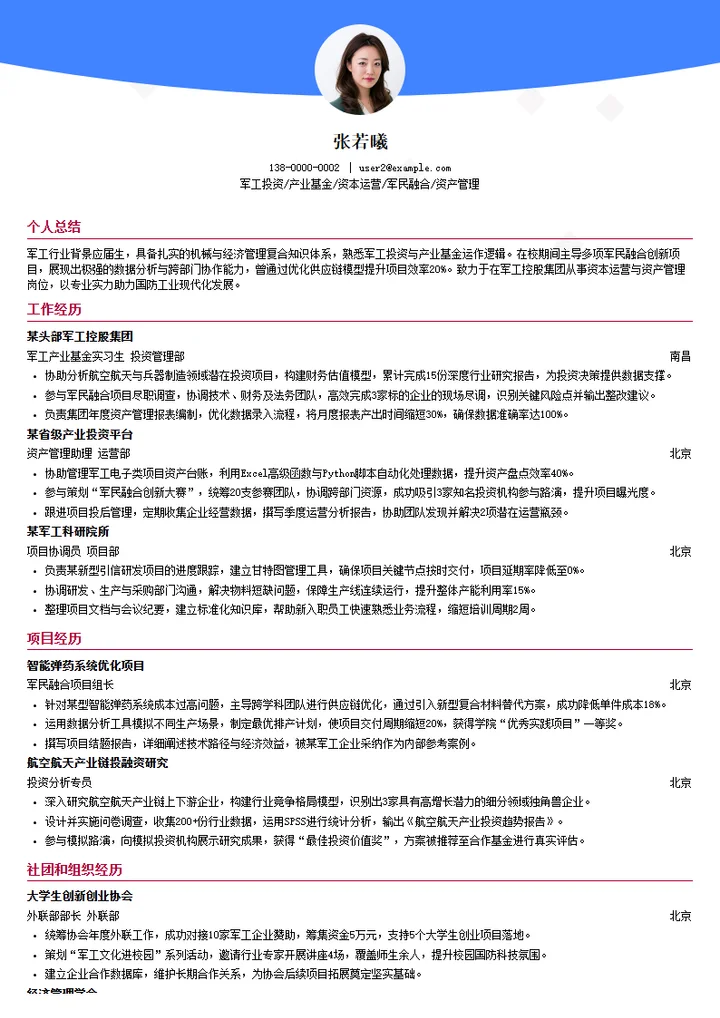 张若曦
138-0000-0002 | user2@example.com
军工投资/产业基金/资本运营/军民融合/资产管理
个人总结
军工行业背景应届生，具备扎实的机械与经济管理复合知识体系，熟悉军工投资与产业基金运作逻辑。在校期间主导多项军民融合创新项
目，展现出极强的数据分析与跨部门协作能力，曾通过优化供应链模型提升项目效率20%。致力于在军工控股集团从事资本运营与资产管理
岗位，以专业实力助力国防工业现代化发展。
工作经历
某头部军工控股集团
军工产业基金实习生 投资管理部 南昌
• 协助分析航空航天与兵器制造领域潜在投资项目，构建财务估值模型，累计完成15份深度行业研究报告，为投资决策提供数据支撑。
• 参与军民融合项目尽职调查，协调技术、财务及法务团队，高效完成3家标的企业的现场尽调，识别关键风险点并输出整改建议。
• 负责集团年度资产管理报表编制，优化数据录入流程，将月度报表产出时间缩短30%，确保数据准确率达100%。
某省级产业投资平台
资产管理助理 运营部 北京
• 协助管理军工电子类项目资产台账，利用Excel高级函数与Python脚本自动化处理数据，提升资产盘点效率40%。
• 参与策划“军民融合创新大赛”，统筹20支参赛团队，协调跨部门资源，成功吸引3家知名投资机构参与路演，提升项目曝光度。
• 跟进项目投后管理，定期收集企业经营数据，撰写季度运营分析报告，协助团队发现并解决2项潜在运营瓶颈。
某军工科研院所
项目协调员 项目部 北京
• 负责某新型引信研发项目的进度跟踪，建立甘特图管理工具，确保项目关键节点按时交付，项目延期率降低至0%。
• 协调研发、生产与采购部门沟通，解决物料短缺问题，保障生产线连续运行，提升整体产能利用率15%。
• 整理项目文档与会议纪要，建立标准化知识库，帮助新入职员工快速熟悉业务流程，缩短培训周期2周。
项目经历
智能弹药系统优化项目
军民融合项目组长 北京
• 针对某型智能弹药系统成本过高问题，主导跨学科团队进行供应链优化，通过引入新型复合材料替代方案，成功降低单件成本18%。
• 运用数据分析工具模拟不同生产场景，制定最优排产计划，使项目交付周期缩短20%，获得学院“优秀实践项目”一等奖。
• 撰写项目结题报告，详细阐述技术路径与经济效益，被某军工企业采纳作为内部参考案例。
航空航天产业链投融资研究
投资分析专员 北京
• 深入研究航空航天产业链上下游企业，构建行业竞争格局模型，识别出3家具有高增长潜力的细分领域独角兽企业。
• 设计并实施问卷调查，收集200+份行业数据，运用SPSS进行统计分析，输出《航空航天产业投资趋势报告》。
• 参与模拟路演，向模拟投资机构展示研究成果，获得“最佳投资价值奖”，方案被推荐至合作基金进行真实评估。
社团和组织经历
大学生创新创业协会
外联部部长 外联部 北京
• 统筹协会年度外联工作，成功对接10家军工企业赞助，筹集资金5万元，支持5个大学生创业项目落地。
• 策划“军工文化进校园”系列活动，邀请行业专家开展讲座4场，覆盖师生余人，提升校园国防科技氛围。
• 建立企业合作数据库，维护长期合作关系，为协会后续项目拓展奠定坚实基础。
经济管理学会